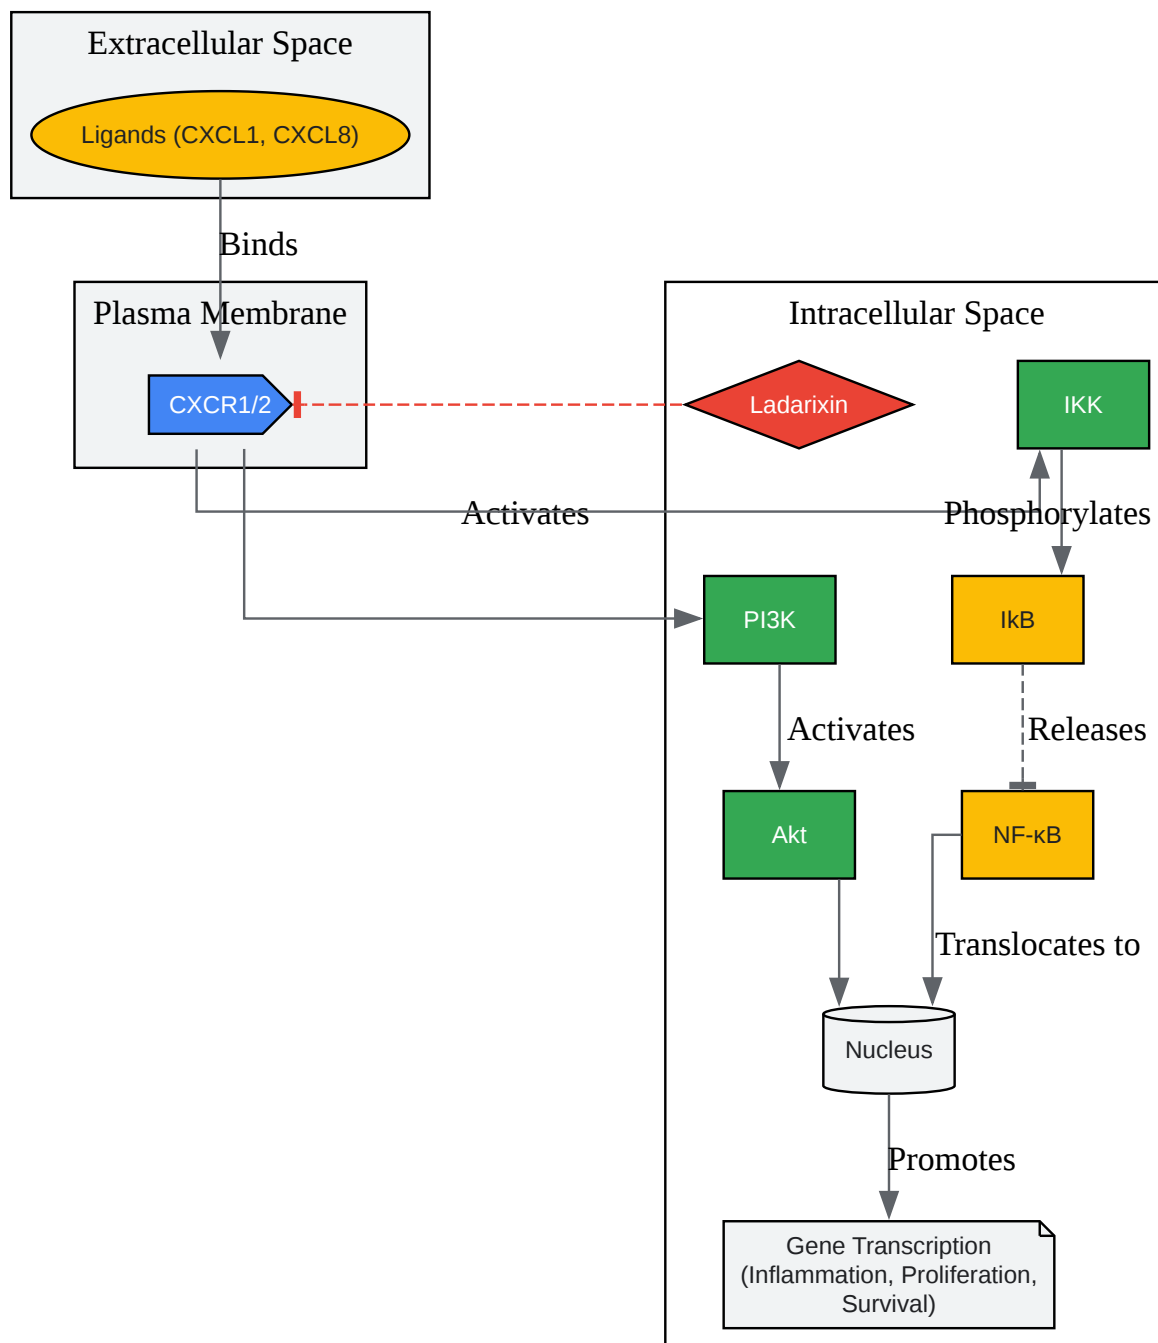 Extracellular Space
Ligands (CXCL1, CXCL8)
Binds
Plasma Membrane
CXCR1/2
Intracellular Space
Ladarixin
IKK
Activates
Phosphorylates
PI3K
IkB
Activates
Releases
Akt
NF-κB
Translocates to
Nucleus
Promotes
Gene Transcription
(Inflammation, Proliferation,
Survival)